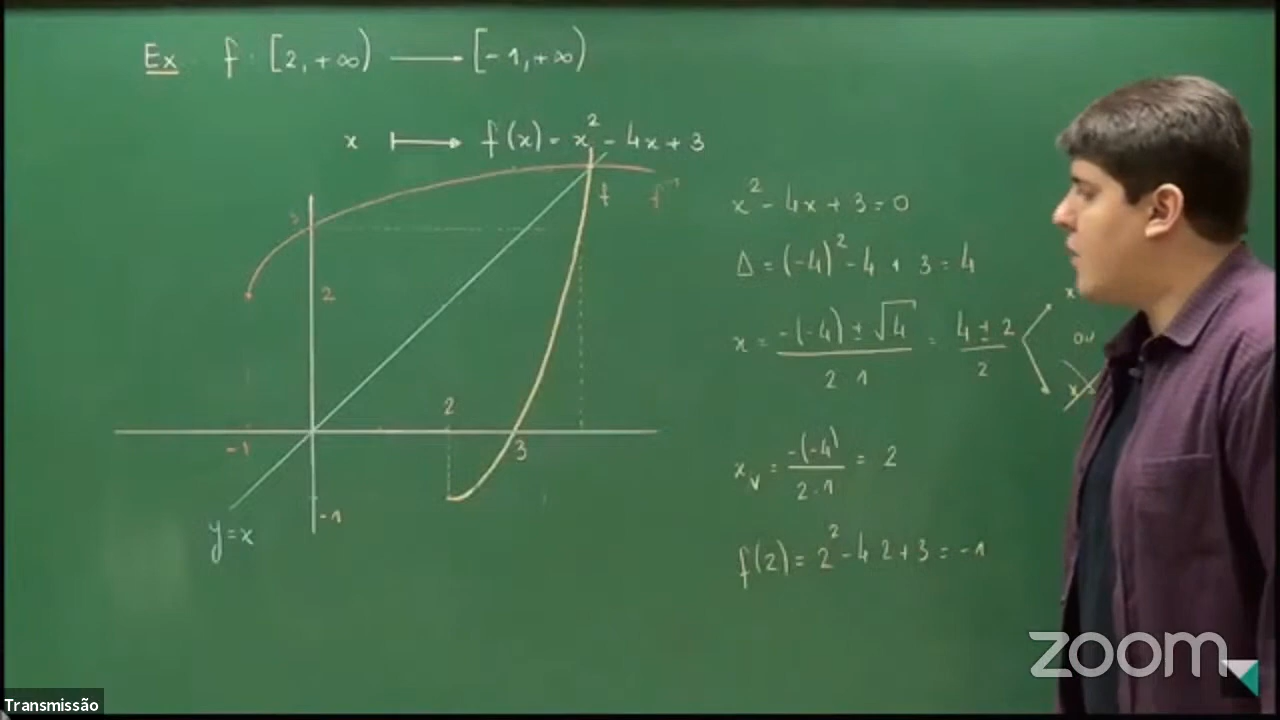 Ex f: [2, +∞) ⟶ [-1, +∞)
x ⟼ f(x) = x² - 4x + 3
f
f⁻¹
3
2
2
-1
3
-1
y = x
x² - 4x + 3 = 0
Δ = (-4)² - 4 · 3 = 4
x = -(-4) ± √4 / 2 · 1 = 4 ± 2 / 2
x
ou
x
x_v = -(-4) / 2 · 1 = 2
f(2) = 2² - 4 · 2 + 3 = -1
zoom
Transmissão